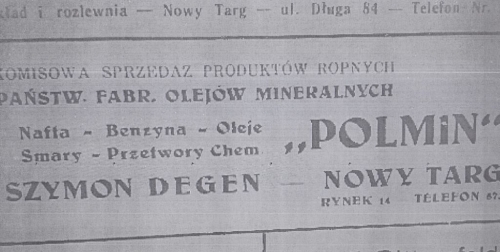 kład i rozlewnia — Nowy Targ — ul. Długa 84 — Telefon Nr.
KOMISOWA SPRZEDAŻ PRODUKTÓW ROPNYCH
PAŃSTW. FABR. OLEJÓW MINERALNYCH
Nafta - Benzyna - Oleje
Smary - Przetwory Chem.
„POLMiN“
SZYMON DEGEN — NOWY TARG
RYNEK 14 TELEFON 67.